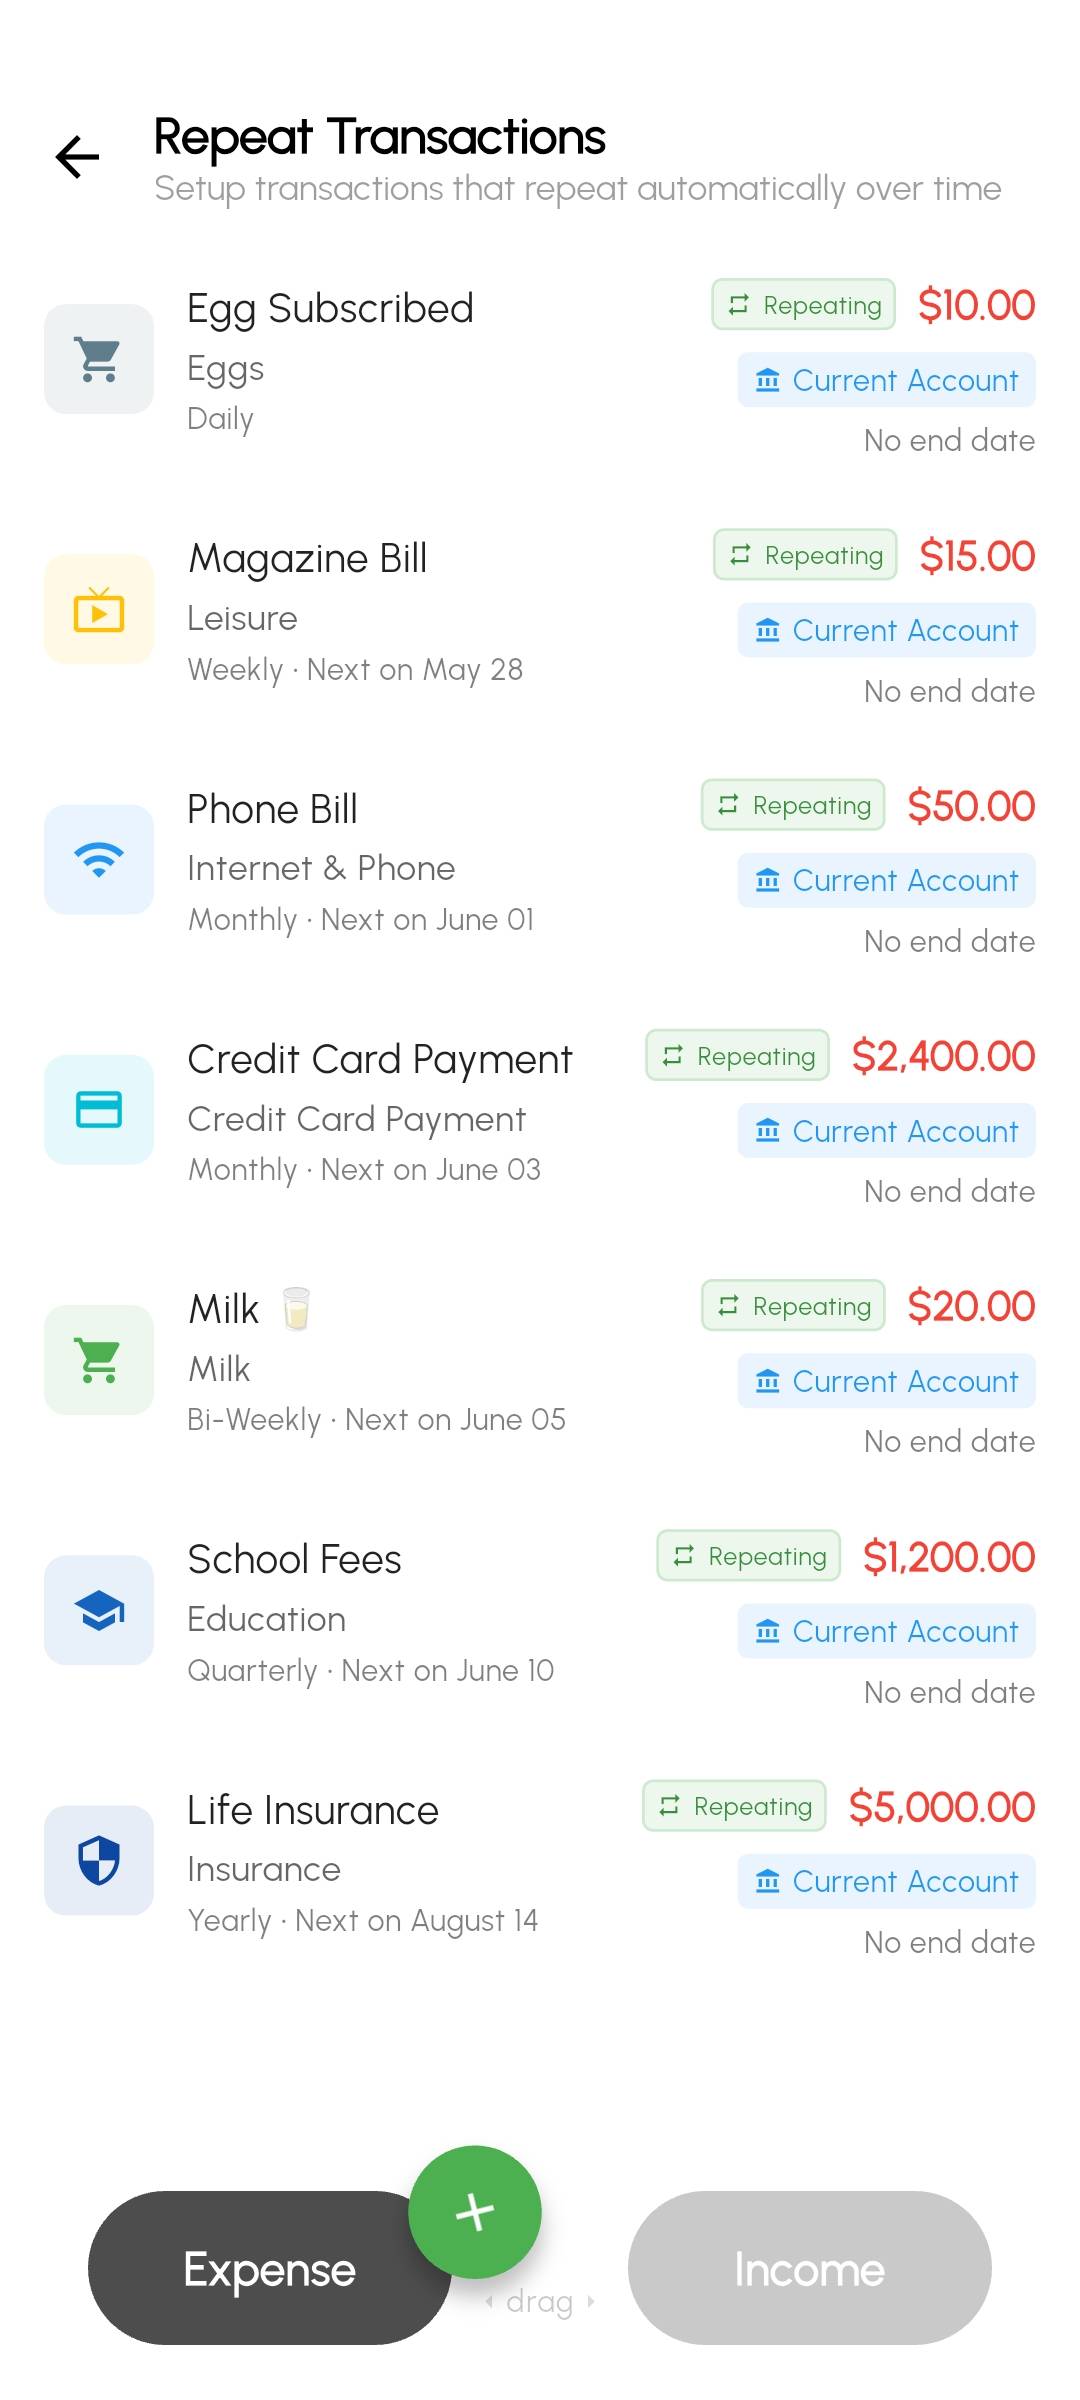 Repeat Transactions
Setup transactions that repeat automatically over time
Egg Subscribed
Repeating $10.00
Eggs
Current Account
Daily
No end date
Magazine Bill
Repeating $15.00
Leisure
Current Account
Weekly · Next on May 28
No end date
Phone Bill
Repeating $50.00
Internet & Phone
Current Account
Monthly · Next on June 01
No end date
Credit Card Payment
Repeating $2,400.00
Credit Card Payment
Current Account
Monthly · Next on June 03
No end date
Milk 🥛
Repeating $20.00
Milk
Current Account
Bi-Weekly · Next on June 05
No end date
School Fees
Repeating $1,200.00
Education
Current Account
Quarterly · Next on June 10
No end date
Life Insurance
Repeating $5,000.00
Insurance
Current Account
Yearly · Next on August 14
No end date
Expense
drag
Income